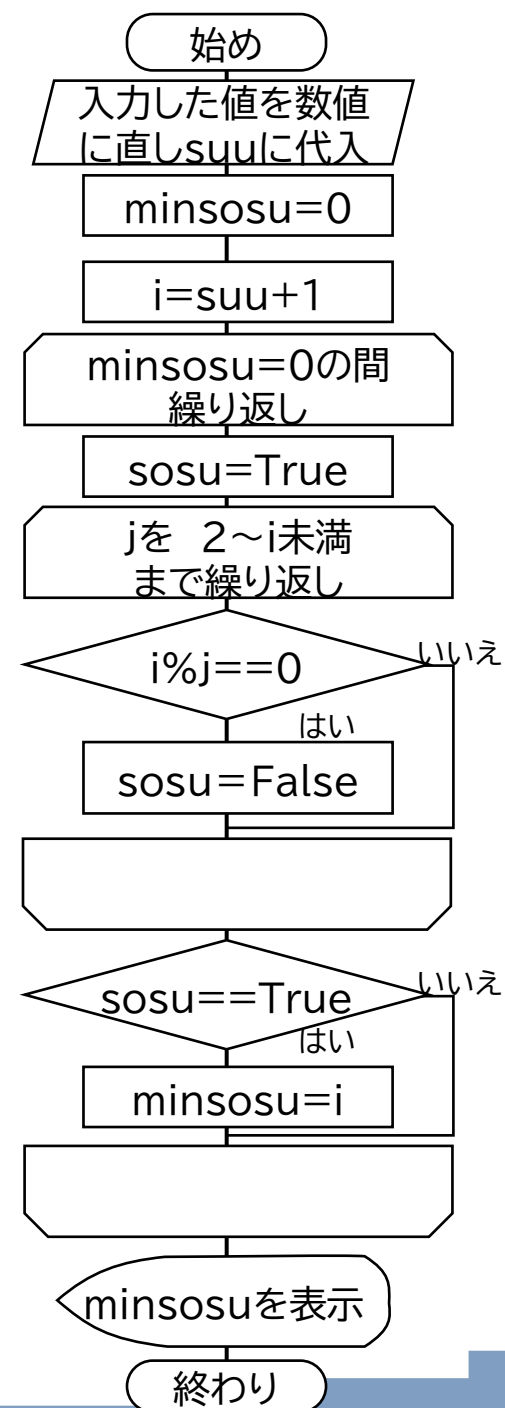 始め
入力した値を数値
に直しsuuに代入
minsosu=0
i=suu+1
minsosu=0の間
繰り返し
sosu=True
jを　2～i未満
まで繰り返し
i%j==0
いいえ
はい
sosu=False
sosu==True
いいえ
はい
minsosu=i
minsosuを表示
終わり